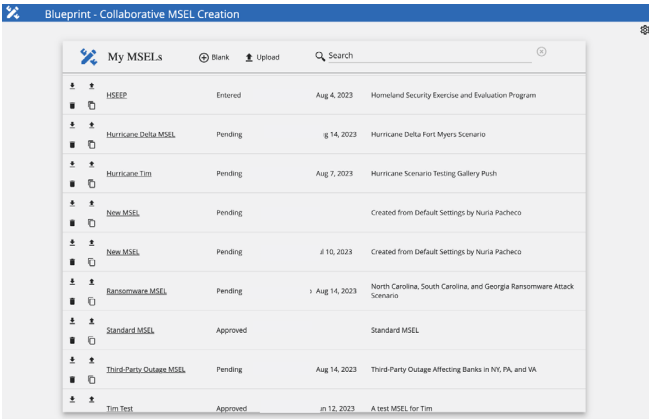 Blueprint - Collaborative MSEL Creation
My MSELs Blank Upload Search
HSEEP Entered Aug 4, 2023 Homeland Security Exercise and Evaluation Program
Hurricane Delta MSEL Pending 14, 2023 Hurricane Delta Fort Myers Scenario
Hurricane Tim Pending Aug 7, 2023 Hurricane Scenario Testing Gallery Push
New MSEL Pending Created from Default Settings by Nuria Pacheco
New MSEL Pending 10, 2023 Created from Default Settings by Nuria Pacheco
Ransomware MSEL Pending Aug 14, 2023 North Carolina, South Carolina, and Georgia Ransomware Attack
Scenario
Standard MSEL Approved Standard MSEL
Third-Party Outage MSEL Pending Aug 14, 2023 Third-Party Outage Affecting Banks in NY, PA, and VA
Tim Test Approved 12, 2023 A test MSEL for Tim